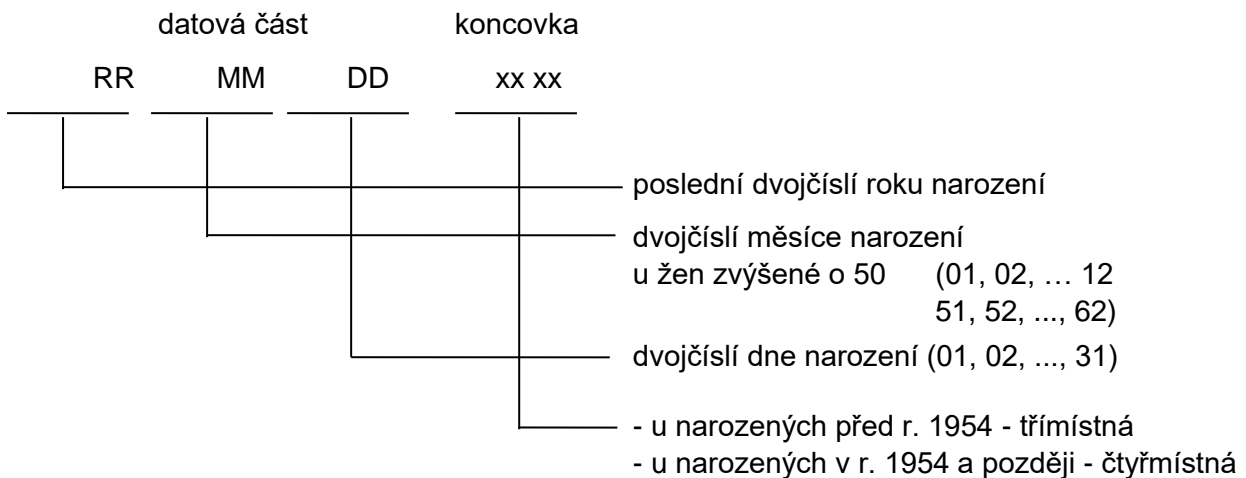 datová část koncovka
RR MM DD xx xx
poslední dvojčíslí roku narození
dvojčíslí měsíce narození
u žen zvýšené o 50 (01, 02, … 12
51, 52, ..., 62)
dvojčíslí dne narození (01, 02, ..., 31)
- u narozených před r. 1954 - třímístná
- u narozených v r. 1954 a později - čtyřmístná